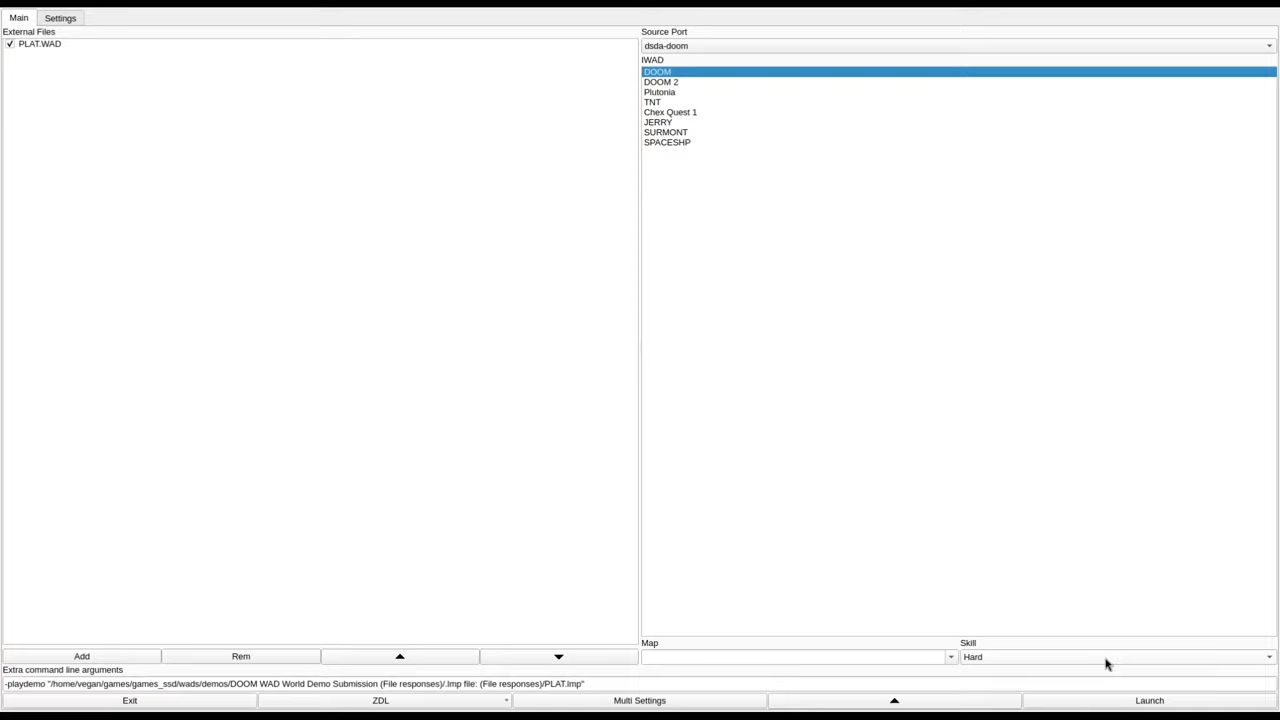 Main Settings
External Files
PLAT.WAD
Source Port
dsda-doom
IWAD
DOOM
DOOM 2
Plutonia
TNT
Chex Quest 1
JERRY
SURMONT
SPACESHP
Map Skill
Hard
Add Rem
Extra command line arguments
-playdemo "/home/vegan/games/games_ssd/wads/demos/DOOM WAD World Demo Submission (File responses)/.lmp file: (File responses)/PLAT.lmp"
Exit ZDL Multi Settings Launch